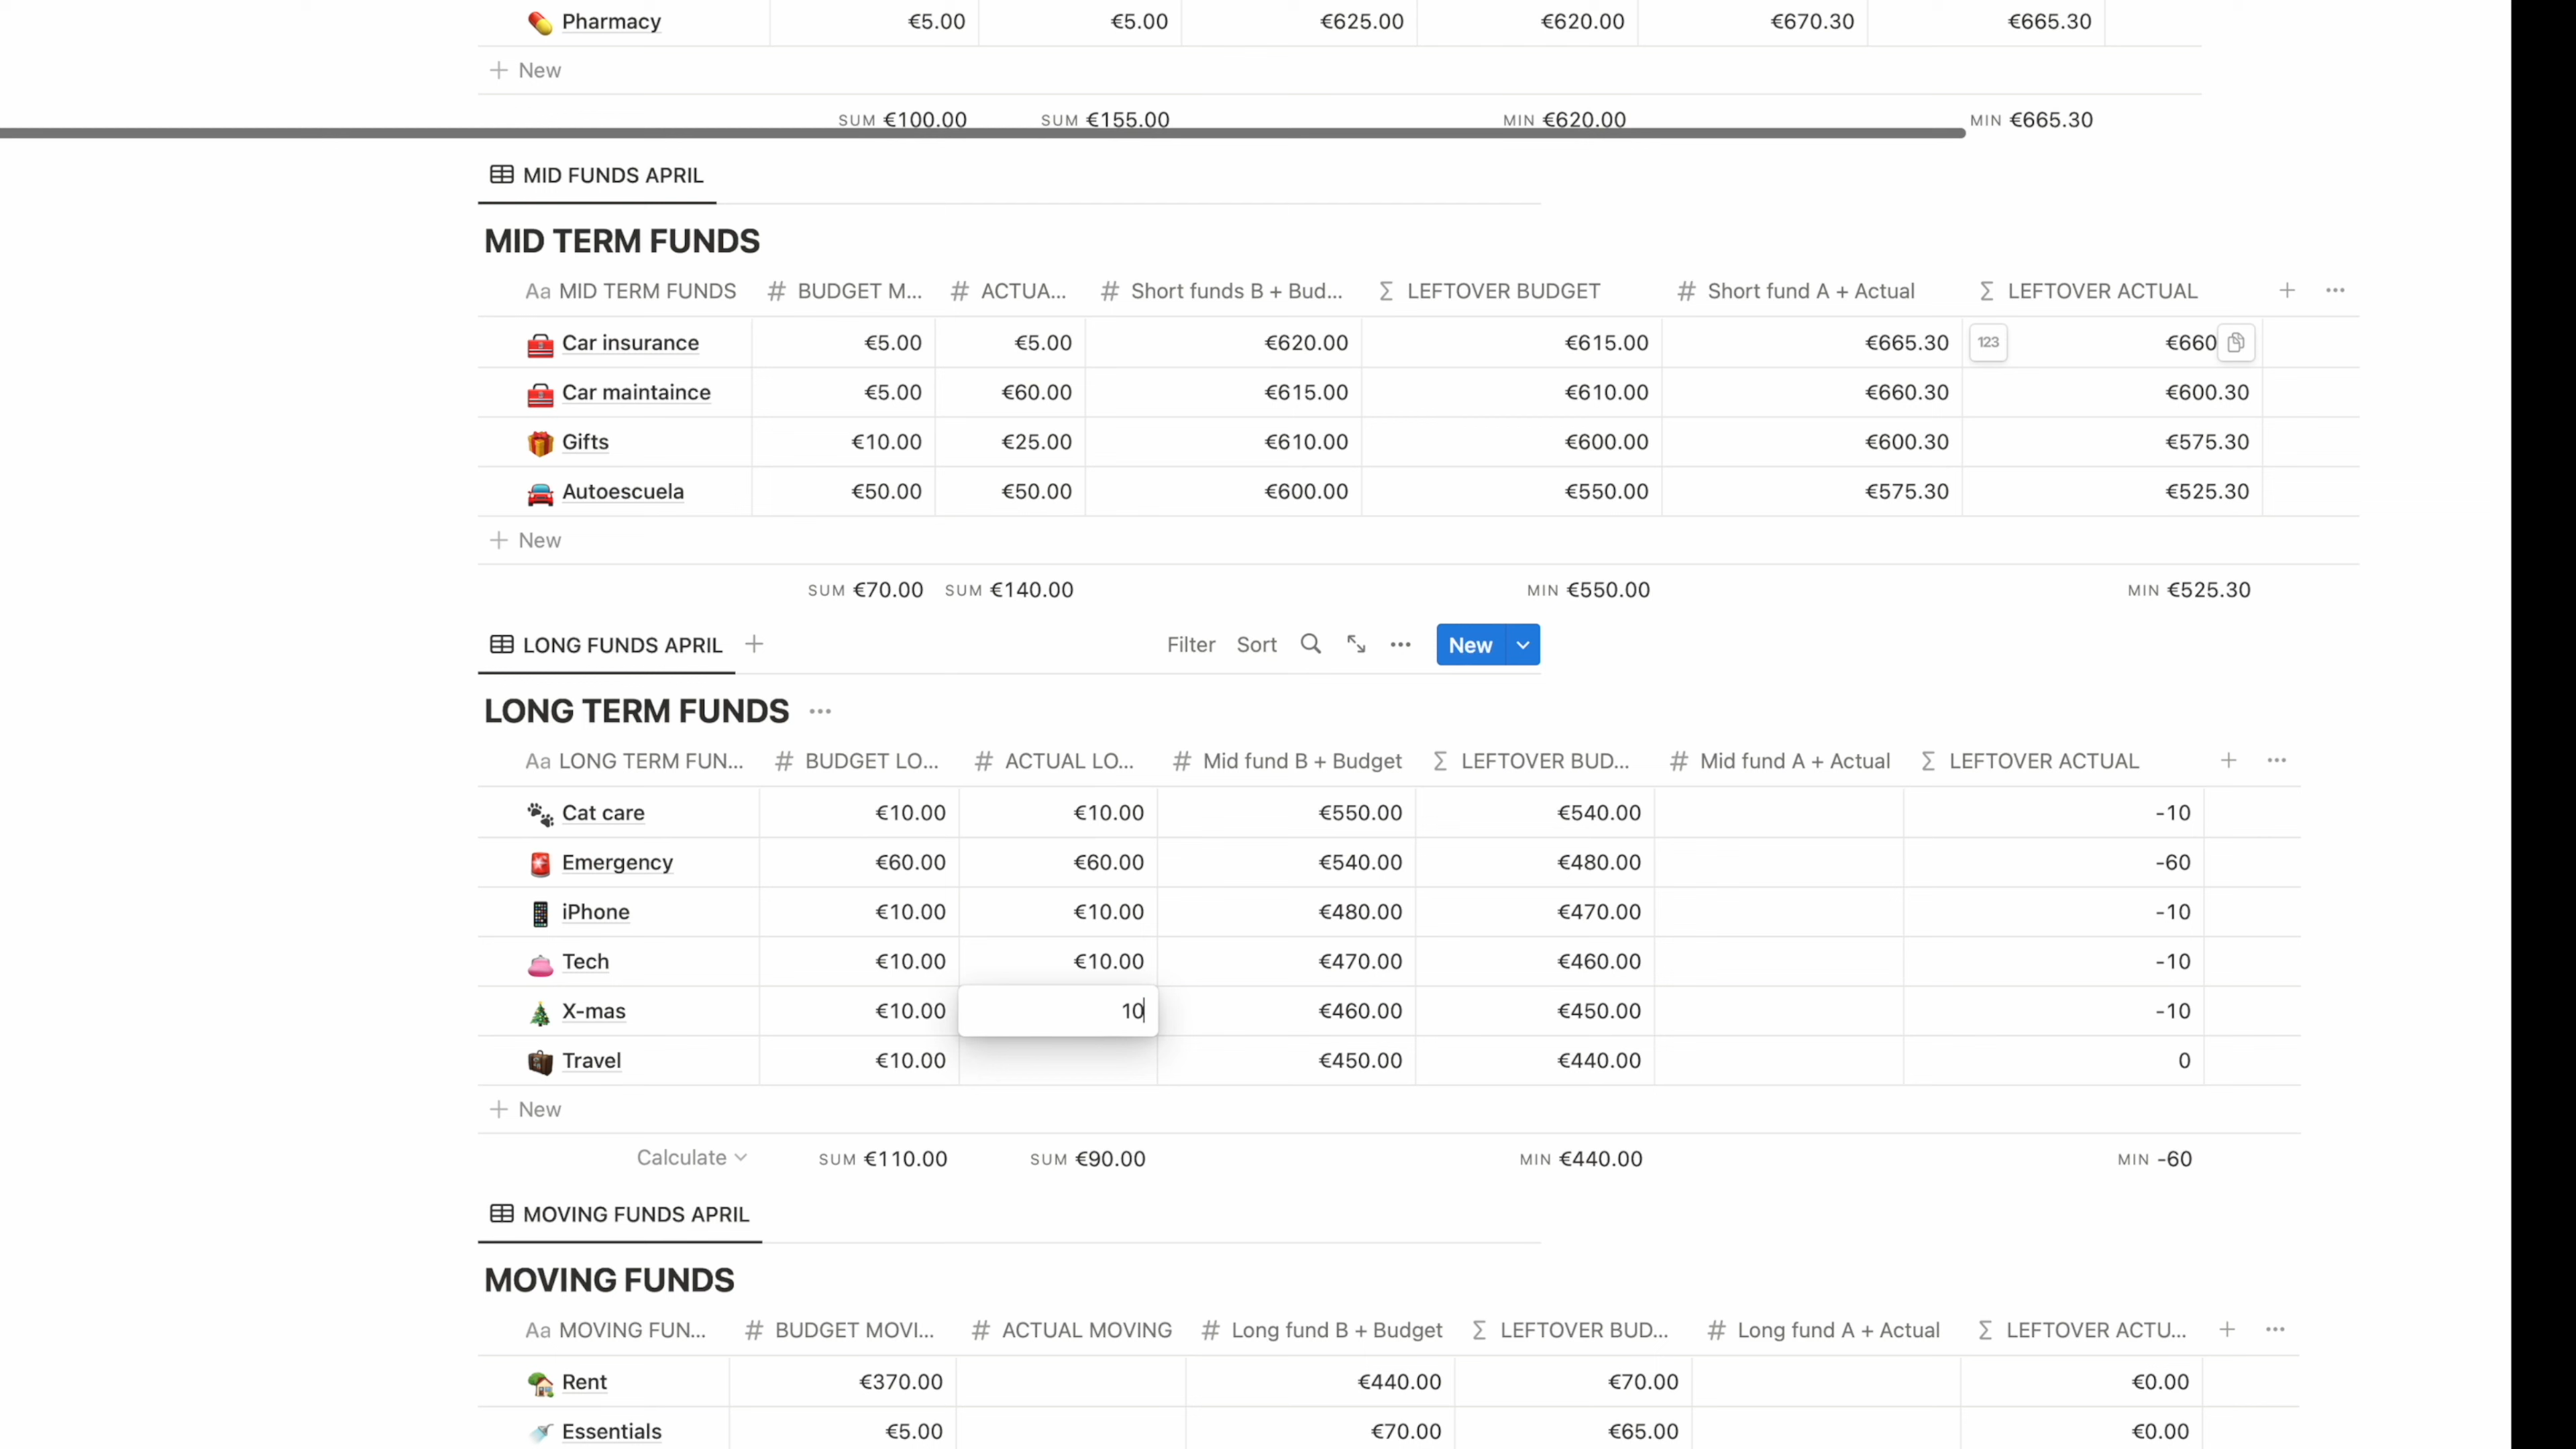 Pharmacy €5.00 €5.00 €625.00 €620.00 €670.30 €665.30
New
SUM €100.00 SUM €155.00 MIN €620.00 MIN €665.30
MID FUNDS APRIL
MID TERM FUNDS
Aa MID TERM FUNDS # BUDGET M... # ACTUA... # Short funds B + Bud... Σ LEFTOVER BUDGET # Short fund A + Actual Σ LEFTOVER ACTUAL + ...
Car insurance €5.00 €5.00 €620.00 €615.00 €665.30 123 €660
Car maintaince €5.00 €60.00 €615.00 €610.00 €660.30 €600.30
Gifts €10.00 €25.00 €610.00 €600.00 €600.30 €575.30
Autoescuela €50.00 €50.00 €600.00 €550.00 €575.30 €525.30
+ New
SUM €70.00 SUM €140.00 MIN €550.00 MIN €525.30
LONG FUNDS APRIL + Filter Sort ... New
LONG TERM FUNDS ...
Aa LONG TERM FUN... # BUDGET LO... # ACTUAL LO... # Mid fund B + Budget Σ LEFTOVER BUD... # Mid fund A + Actual Σ LEFTOVER ACTUAL + ...
Cat care €10.00 €10.00 €550.00 €540.00 -10
Emergency €60.00 €60.00 €540.00 €480.00 -60
iPhone €10.00 €10.00 €480.00 €470.00 -10
Tech €10.00 €10.00 €470.00 €460.00 -10
X-mas €10.00 10 €460.00 €450.00 -10
Travel €10.00 €450.00 €440.00 0
+ New
Calculate SUM €110.00 SUM €90.00 MIN €440.00 MIN -60
MOVING FUNDS APRIL
MOVING FUNDS
Aa MOVING FUN... # BUDGET MOVI... # ACTUAL MOVING # Long fund B + Budget Σ LEFTOVER BUD... # Long fund A + Actual Σ LEFTOVER ACTU... + ...
Rent €370.00 €440.00 €70.00 €0.00
Essentials €5.00 €70.00 €65.00 €0.00